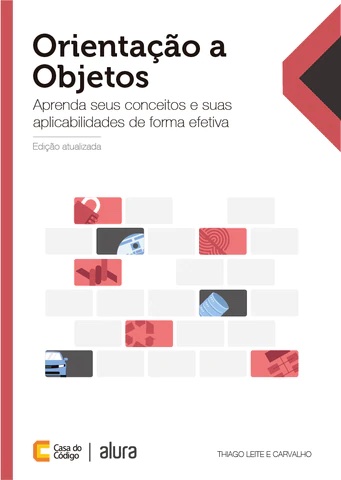 Orientação a
Objetos
Aprenda seus conceitos e suas
aplicabilidades de forma efetiva
Edição atualizada
Casa do
Código
alura
THIAGO LEITE E CARVALHO